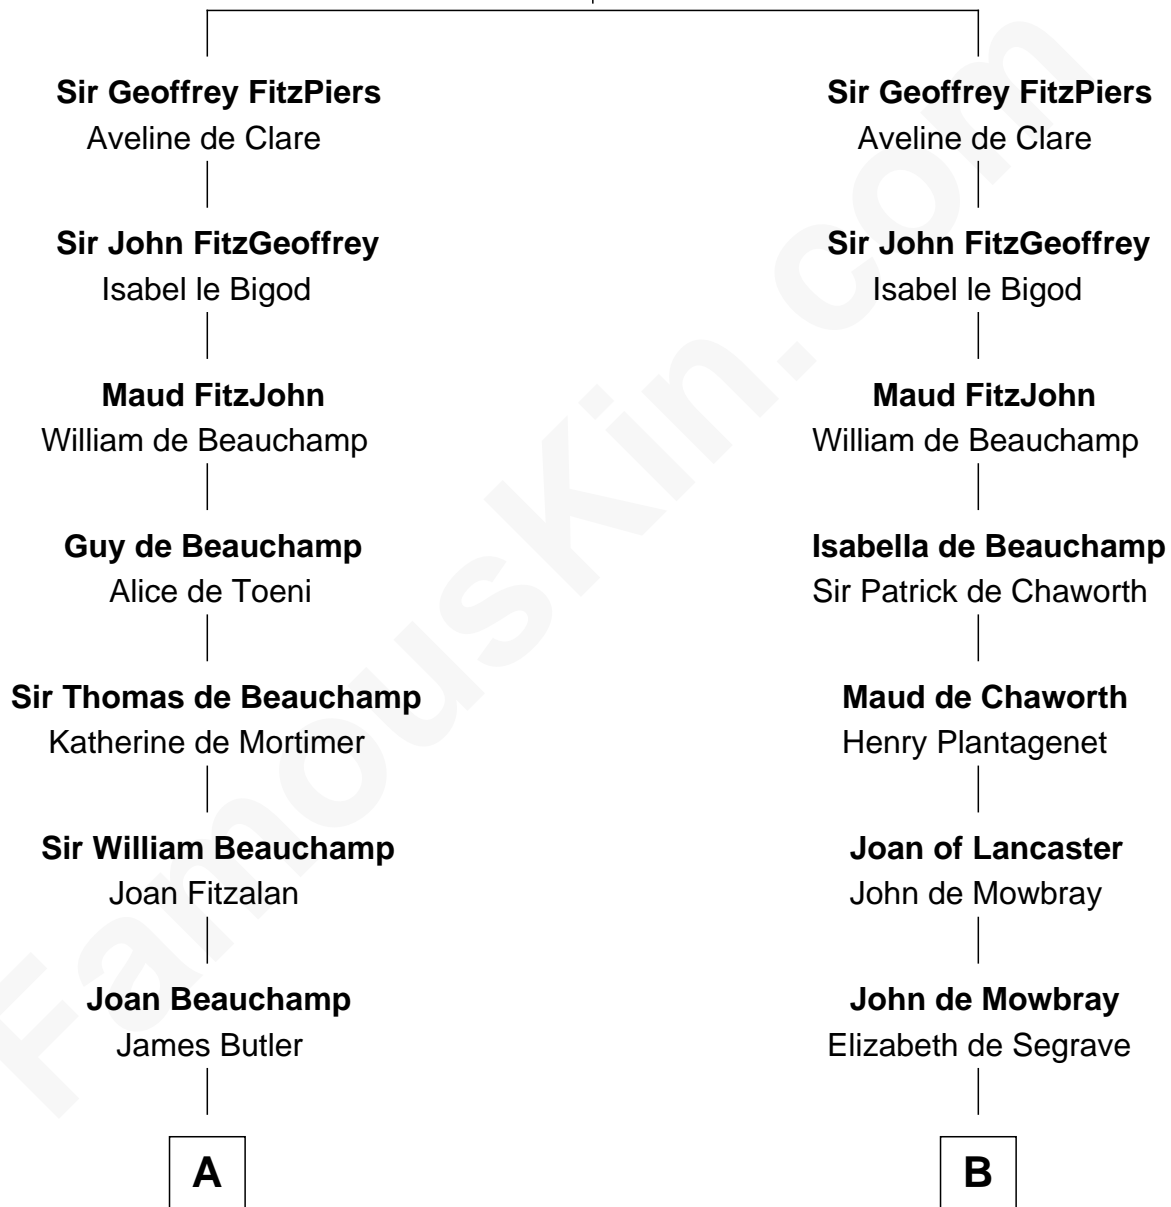 Sir Geoffrey FitzPiers
Aveline de Clare
Sir John FitzGeoffrey
Isabel le Bigod
Maud FitzJohn
William de Beauchamp
Guy de Beauchamp
Alice de Toeni
Sir Thomas de Beauchamp
Katherine de Mortimer
Sir William Beauchamp
Joan Fitzalan
Joan Beauchamp
James Butler
A
Sir Geoffrey FitzPiers
Aveline de Clare
Sir John FitzGeoffrey
Isabel le Bigod
Maud FitzJohn
William de Beauchamp
Isabella de Beauchamp
Sir Patrick de Chaworth
Maud de Chaworth
Henry Plantagenet
Joan of Lancaster
John de Mowbray
John de Mowbray
Elizabeth de Segrave
B
FamousKin.com